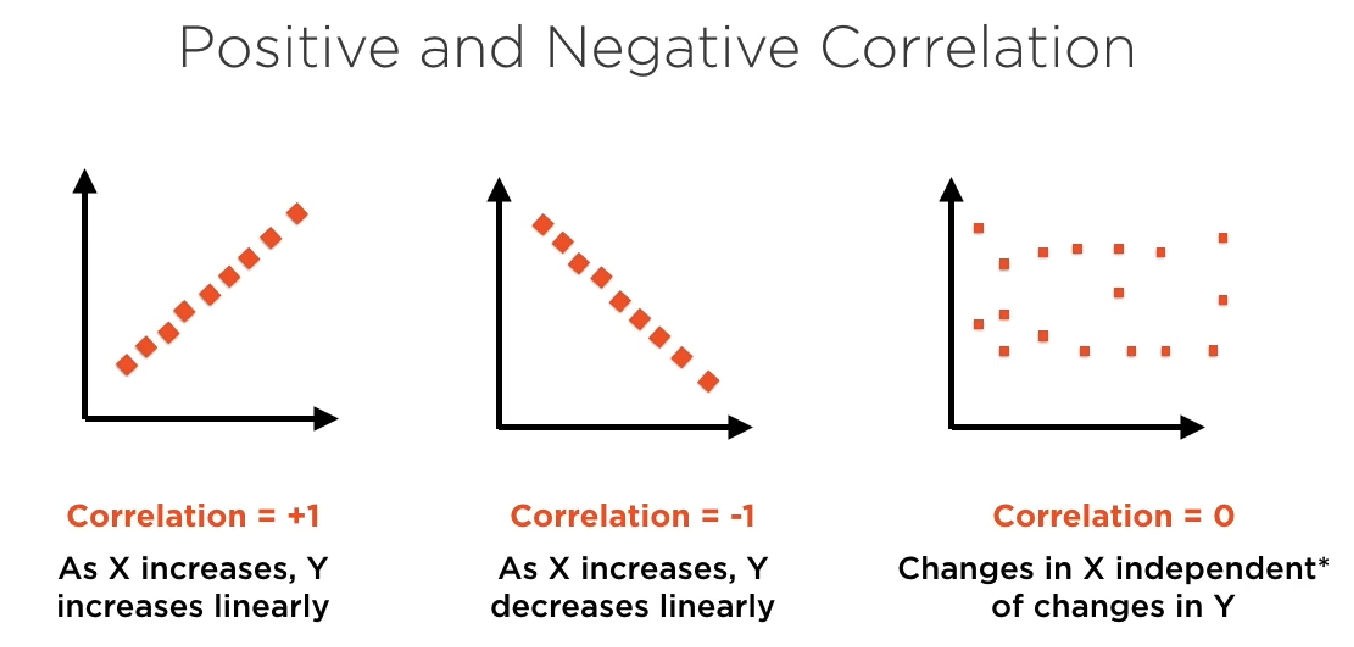 Positive and Negative Correlation
Correlation = +1
As X increases, Y
increases linearly
Correlation = -1
As X increases, Y
decreases linearly
Correlation = 0
Changes in X independent*
of changes in Y